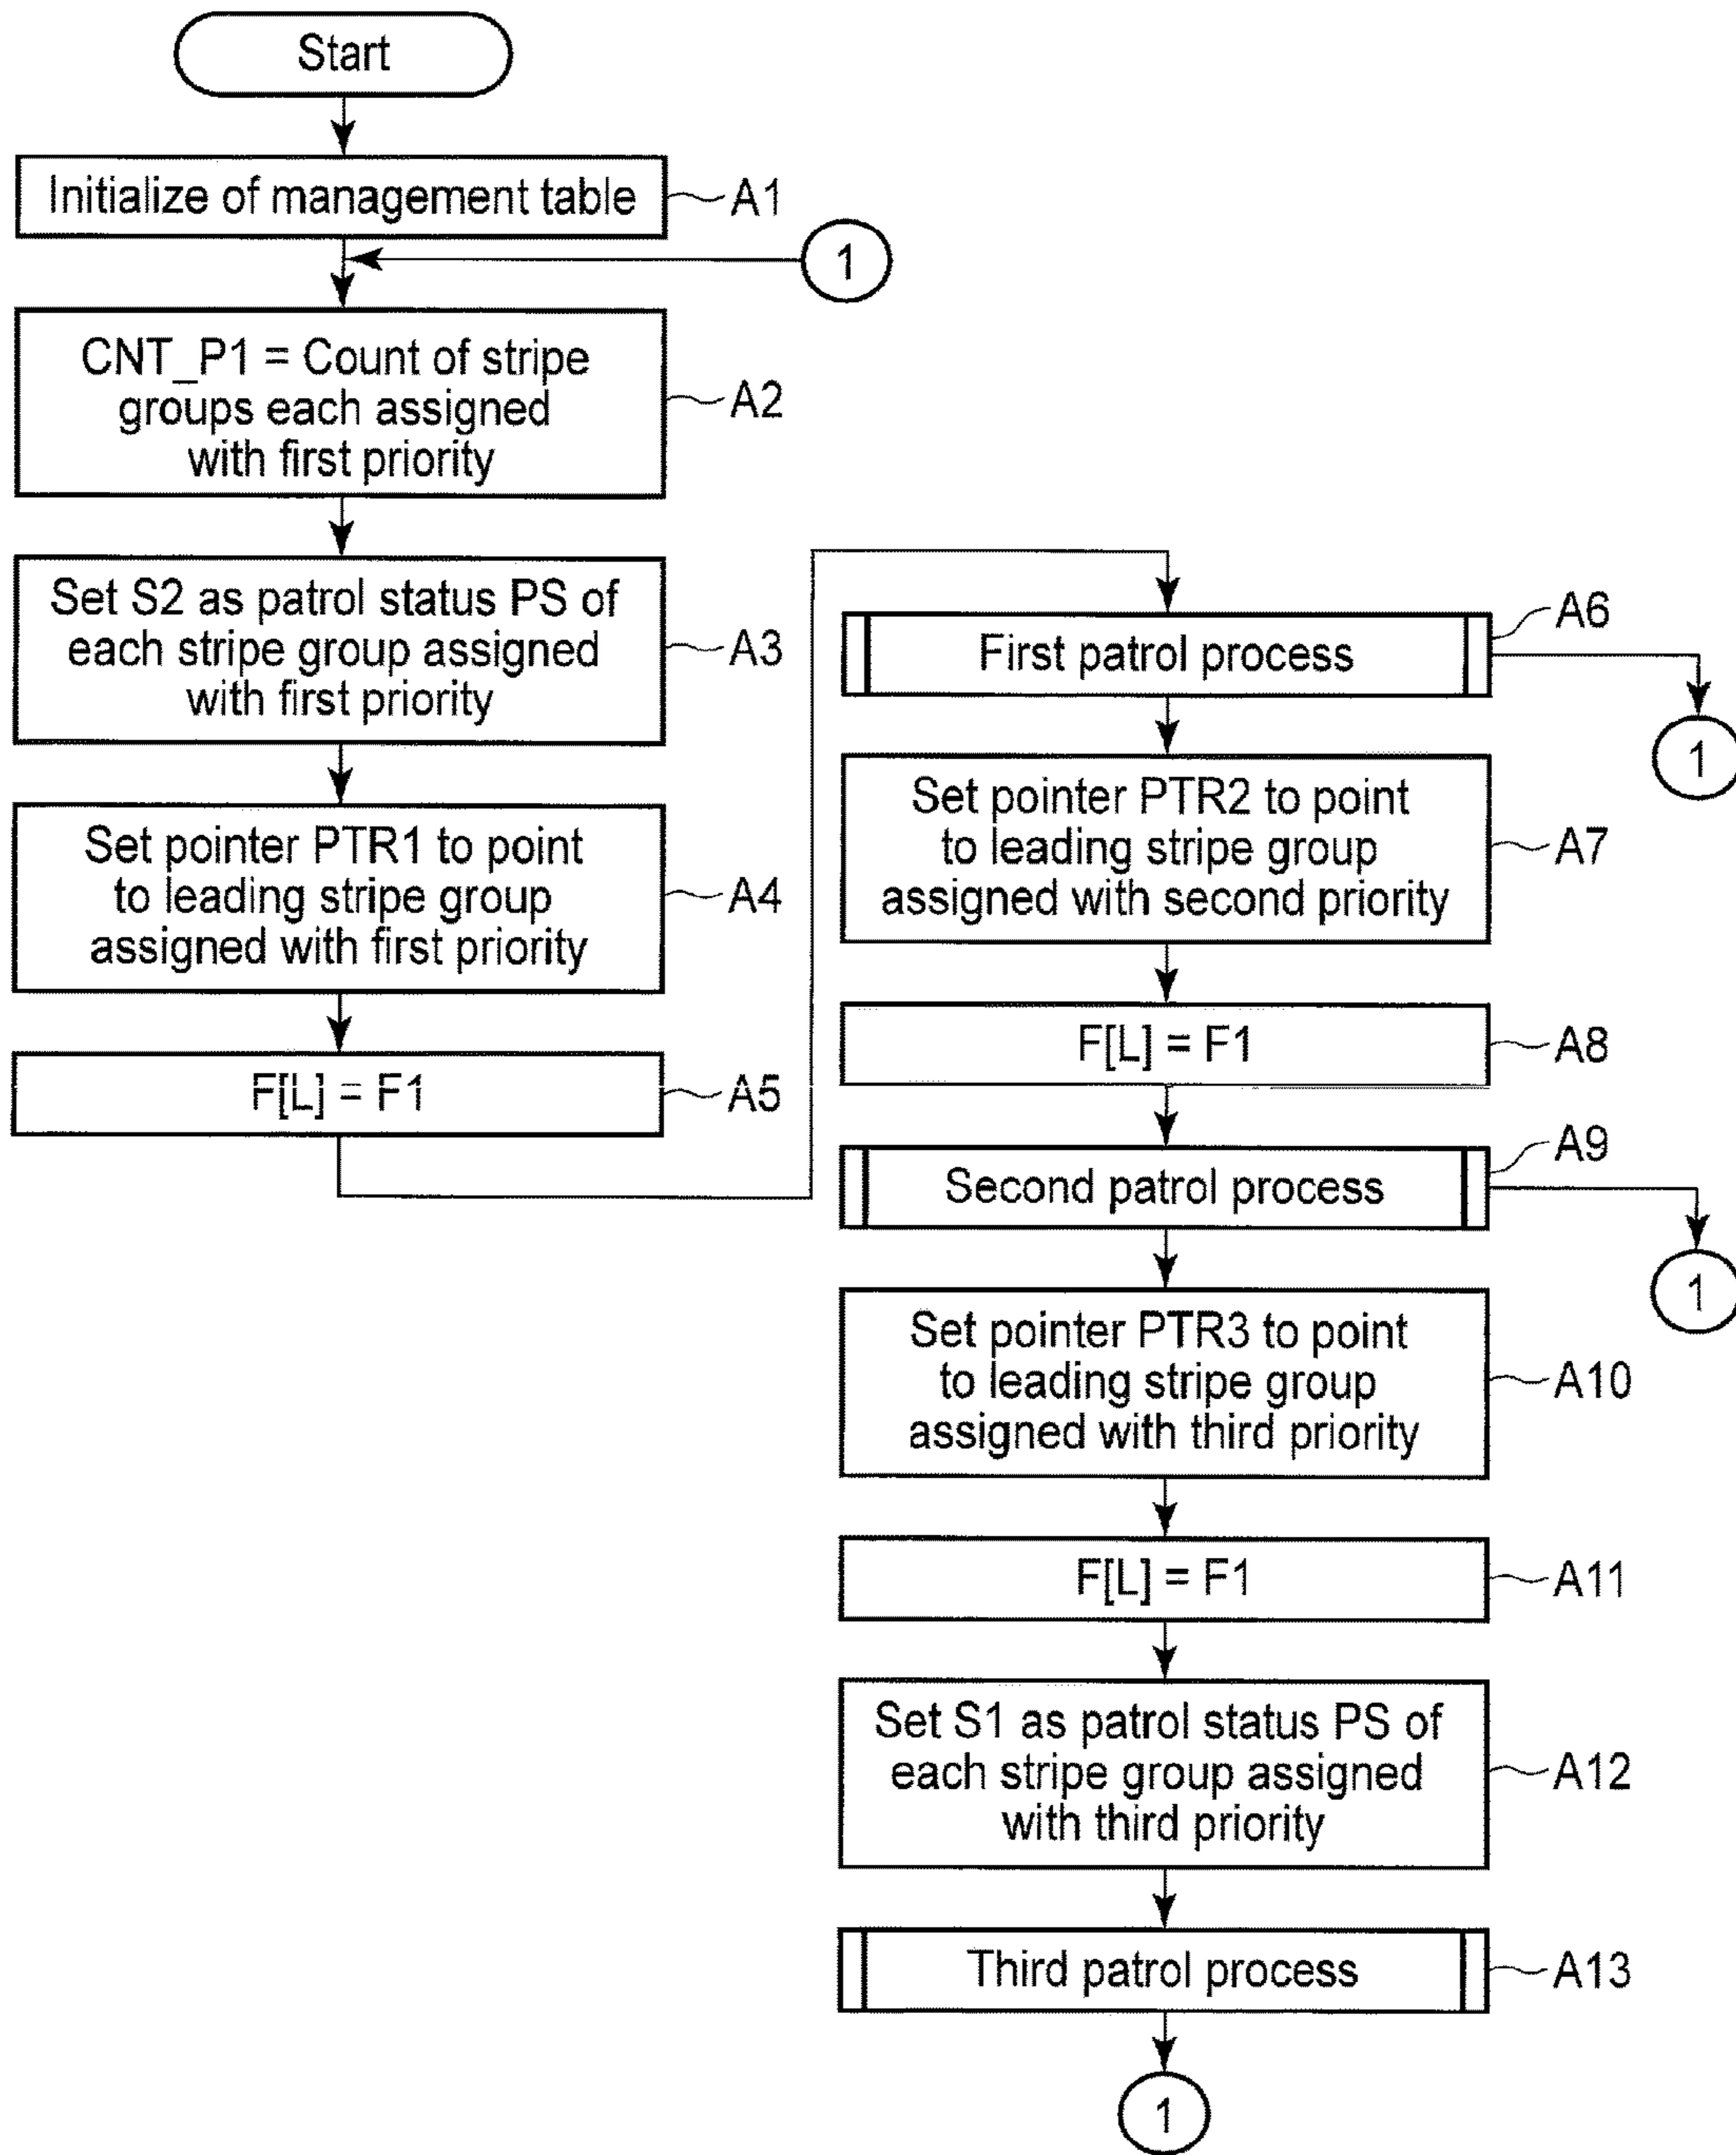 Start
Initialize of management table
A1
1
CNT_P1 = Count of stripe
groups each assigned
with first priority
A2
Set S2 as patrol status PS of
each stripe group assigned
with first priority
A3
Set pointer PTR1 to point
to leading stripe group
assigned with first priority
A4
F[L] = F1
A5
First patrol process
A6
1
Set pointer PTR2 to point
to leading stripe group
assigned with second priority
A7
F[L] = F1
A8
Second patrol process
A9
1
Set pointer PTR3 to point
to leading stripe group
assigned with third priority
A10
F[L] = F1
A11
Set S1 as patrol status PS of
each stripe group assigned
with third priority
A12
Third patrol process
A13
1